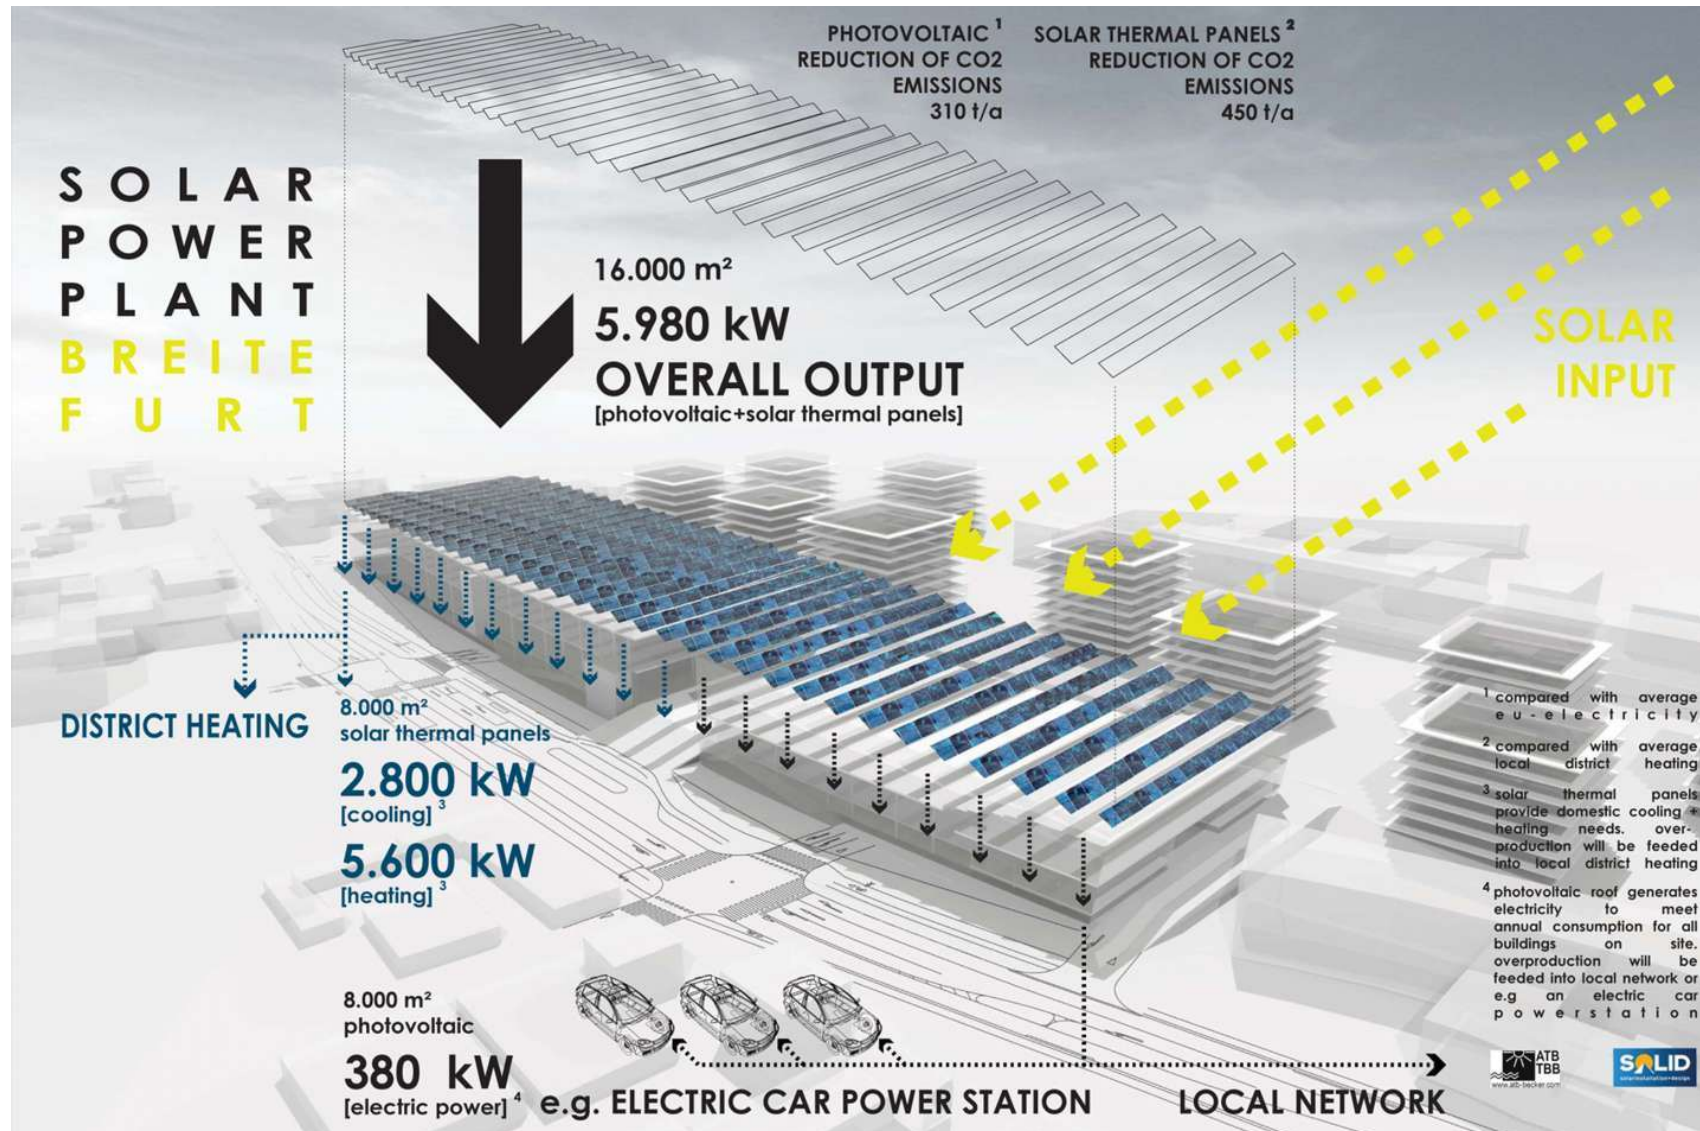 PHOTOVOLTAIC ¹
REDUCTION OF CO2
EMISSIONS
310 t/a
SOLAR THERMAL PANELS ²
REDUCTION OF CO2
EMISSIONS
450 t/a
SOLAR
POWER
PLANT
BREITE
FURT
16.000 m²
5.980 kW
OVERALL OUTPUT
[photovoltaic+solar thermal panels]
SOLAR
INPUT
DISTRICT HEATING
8.000 m²
solar thermal panels
2.800 kW
[cooling] ³
5.600 kW
[heating] ³
8.000 m²
photovoltaic
380 kW
[electric power] ⁴
e.g. ELECTRIC CAR POWER STATION
LOCAL NETWORK
¹ compared with average
eu-electricity
² compared with average
local district heating
³ solar thermal panels
provide domestic cooling +
heating needs. over-
production will be feeded
into local district heating
⁴ photovoltaic roof generates
electricity to meet
annual consumption for all
buildings on site.
overproduction will be
feeded into local network or
e.g an electric car
powerstation
ATB
TBB
www.atb-becker.com
SOLID
solarinstallation+design